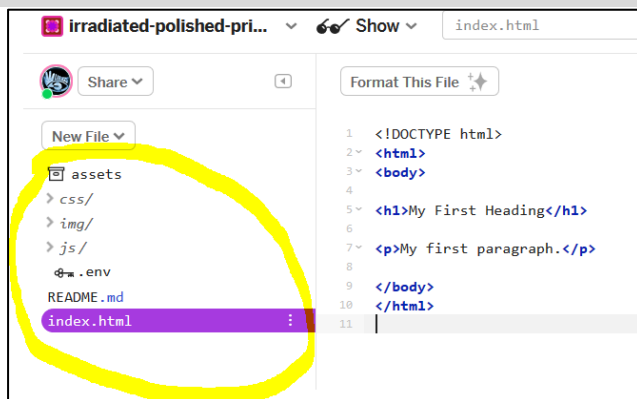 irradiated-polished-pri... Show index.html
Share
Format This File
New File
assets
css/
img/
js/
.env
README.md
index.html
1 <!DOCTYPE html>
2 <html>
3 <body>
4
5 <h1>My First Heading</h1>
6
7 <p>My first paragraph.</p>
8
9 </body>
10 </html>
11